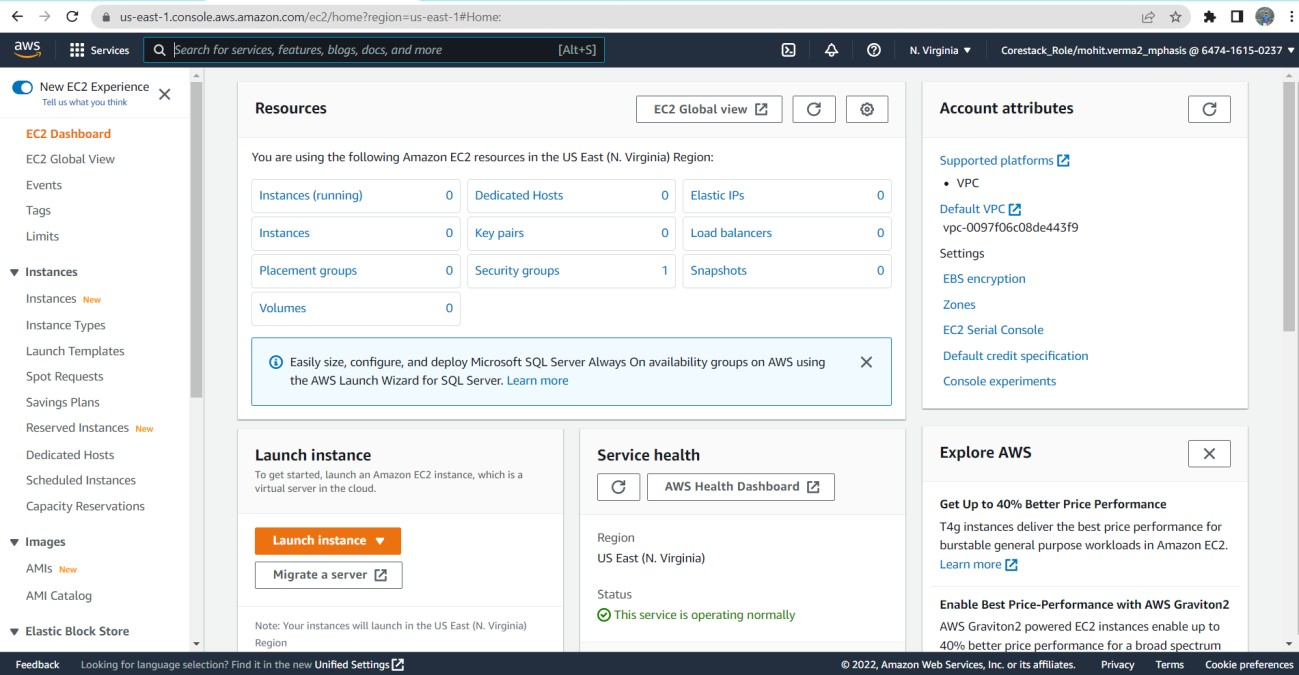 us-east-1.console.aws.amazon.com/ec2/home?region=us-east-1#Home:
aws Services Search for services, features, blogs, docs, and more [Alt+S] N. Virginia Corestack_Role/mohit.verma2_mphasis @ 6474-1615-0237
New EC2 Experience
Tell us what you think
EC2 Dashboard
EC2 Global View
Events
Tags
Limits
Instances
Instances New
Instance Types
Launch Templates
Spot Requests
Savings Plans
Reserved Instances New
Dedicated Hosts
Scheduled Instances
Capacity Reservations
Images
AMIs New
AMI Catalog
Elastic Block Store
Resources
EC2 Global view
You are using the following Amazon EC2 resources in the US East (N. Virginia) Region:
Instances (running) 0 Dedicated Hosts 0 Elastic IPs 0
Instances 0 Key pairs 0 Load balancers 0
Placement groups 0 Security groups 1 Snapshots 0
Volumes 0
Easily size, configure, and deploy Microsoft SQL Server Always On availability groups on AWS using
the AWS Launch Wizard for SQL Server. Learn more
Launch instance
To get started, launch an Amazon EC2 instance, which is a
virtual server in the cloud.
Launch instance
Migrate a server
Note: Your instances will launch in the US East (N. Virginia)
Region
Service health
AWS Health Dashboard
Region
US East (N. Virginia)
Status
This service is operating normally
Account attributes
Supported platforms
• VPC
Default VPC
vpc-0097f06c08de443f9
Settings
EBS encryption
Zones
EC2 Serial Console
Default credit specification
Console experiments
Explore AWS
Get Up to 40% Better Price Performance
T4g instances deliver the best price performance for
burstable general purpose workloads in Amazon EC2.
Learn more
Enable Best Price-Performance with AWS Graviton2
AWS Graviton2 powered EC2 instances enable up to
40% better price performance for a broad spectrum
Feedback Looking for language selection? Find it in the new Unified Settings © 2022, Amazon Web Services, Inc. or its affiliates. Privacy Terms Cookie preferences